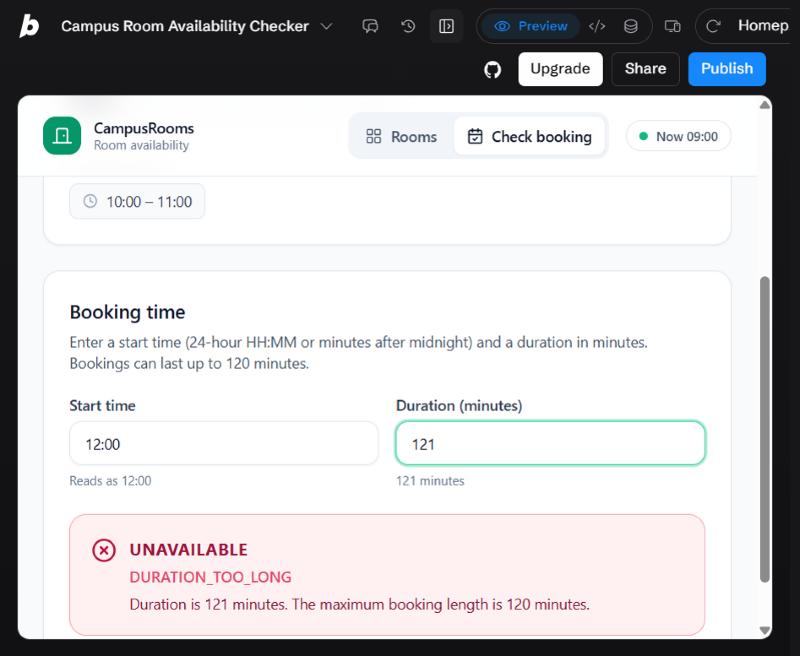 b
Campus Room Availability Checker
Preview
Homep
Upgrade
Share
Publish
CampusRooms
Room availability
Rooms
Check booking
Now 09:00
10:00 – 11:00
Booking time
Enter a start time (24-hour HH:MM or minutes after midnight) and a duration in minutes.
Bookings can last up to 120 minutes.
Start time
Duration (minutes)
12:00
121
Reads as 12:00
121 minutes
UNAVAILABLE
DURATION_TOO_LONG
Duration is 121 minutes. The maximum booking length is 120 minutes.